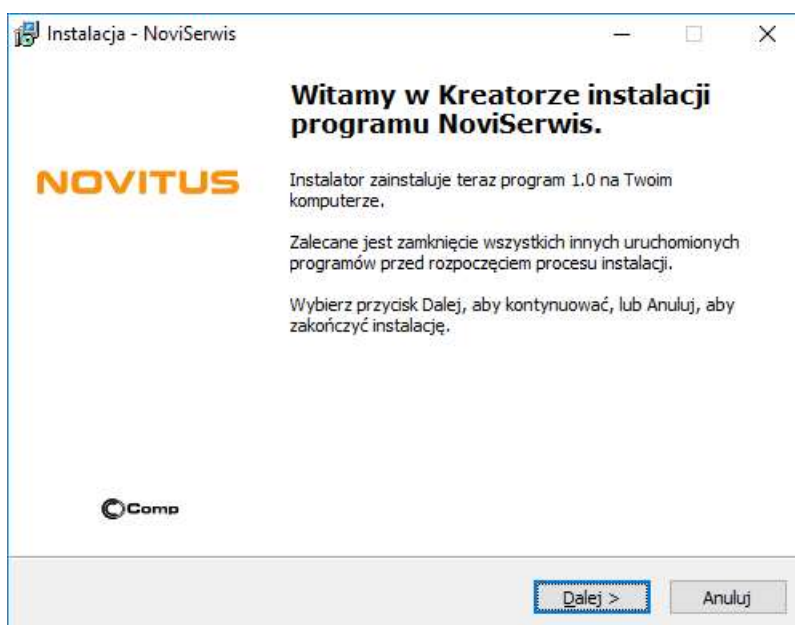 Instalacja - NoviSerwis
Witamy w Kreatorze instalacji
programu NoviSerwis.
NOVITUS
Instalator zainstaluje teraz program 1.0 na Twoim
komputerze.
Zalecane jest zamknięcie wszystkich innych uruchomionych
programów przed rozpoczęciem procesu instalacji.
Wybierz przycisk Dalej, aby kontynuować, lub Anuluj, aby
zakończyć instalację.
Comp
Dalej > Anuluj